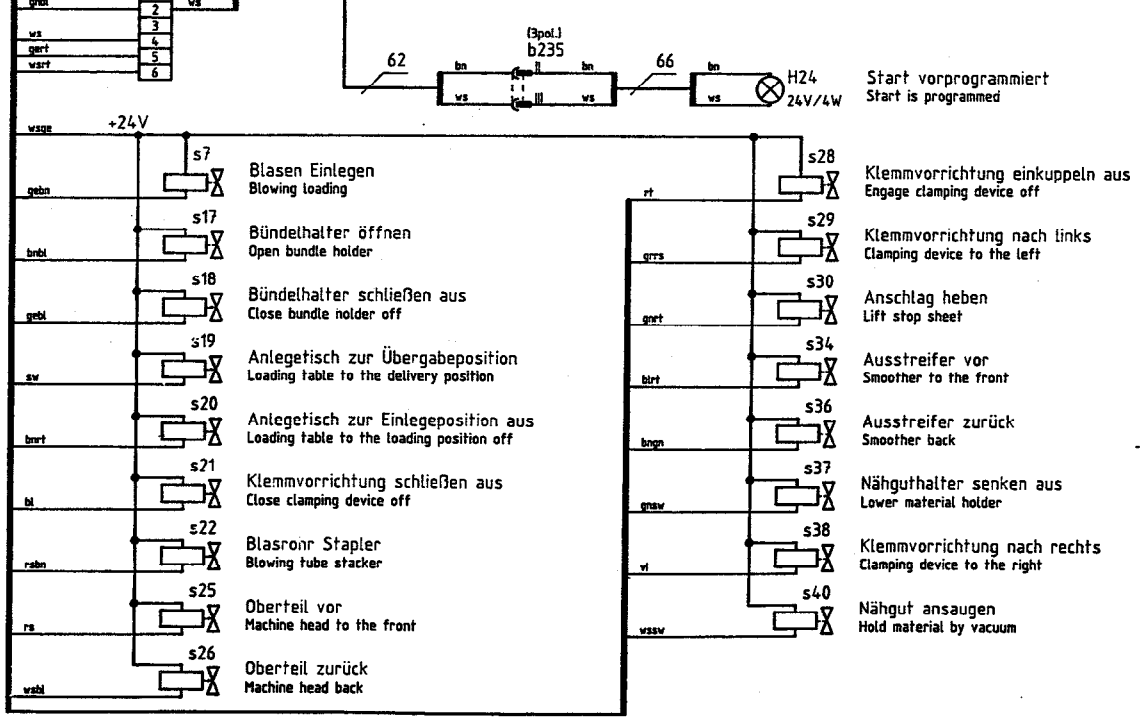 gnbl
2
ws
3
ws
4
gert
5
wsrt
6
62
(3pol.)
b235
bn
bn
66
bn
ws
ws
ws
H24
24V/4W
Start vorprogrammiert
Start is programmed
wsge
+24V
s7
Blasen Einlegen
Blowing loading
gebn
s17
Bündelhalter öffnen
Open bundle holder
bnbl
s18
Bündelhalter schließen aus
Close bundle holder off
gebl
s19
Anlegetisch zur Übergabeposition
Loading table to the delivery position
sw
s20
Anlegetisch zur Einlegeposition aus
Loading table to the loading position off
bnrt
s21
Klemmvorrichtung schließen aus
Close clamping device off
bl
s22
Blasrohr Stapler
Blowing tube stacker
rsbn
s25
Oberteil vor
Machine head to the front
rs
s26
Oberteil zurück
Machine head back
wsbl
s28
Klemmvorrichtung einkuppeln aus
Engage clamping device off
rt
s29
Klemmvorrichtung nach links
Clamping device to the left
grrs
s30
Anschlag heben
Lift stop sheet
gnrt
s34
Ausstreifer vor
Smoother to the front
blrt
s36
Ausstreifer zurück
Smoother back
bngn
s37
Nähguthalter senken aus
Lower material holder
gnsw
s38
Klemmvorrichtung nach rechts
Clamping device to the right
vi
s40
Nähgut ansaugen
Hold material by vacuum
wssw